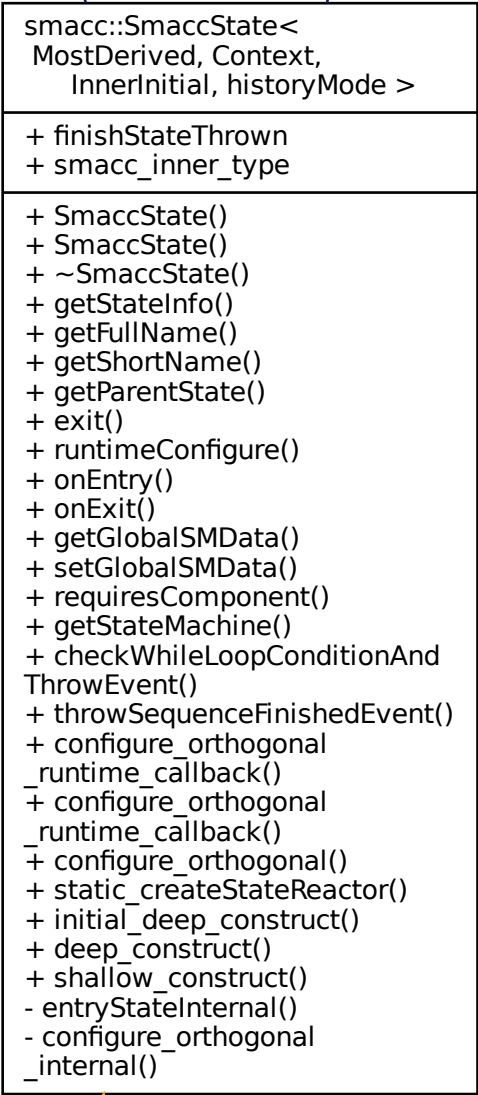 smacc::SmaccState<
MostDerived, Context,
InnerInitial, historyMode >
+ finishStateThrown
+ smacc_inner_type
+ SmaccState()
+ SmaccState()
+ ~SmaccState()
+ getStateInfo()
+ getFullName()
+ getShortName()
+ getParentState()
+ exit()
+ runtimeConfigure()
+ onEntry()
+ onExit()
+ getGlobalSMData()
+ setGlobalSMData()
+ requiresComponent()
+ getStateMachine()
+ checkWhileLoopConditionAnd
ThrowEvent()
+ throwSequenceFinishedEvent()
+ configure_orthogonal
_runtime_callback()
+ configure_orthogonal
_runtime_callback()
+ configure_orthogonal()
+ static_createStateReactor()
+ initial_deep_construct()
+ deep_construct()
+ shallow_construct()
- entryStateInternal()
- configure_orthogonal
_internal()